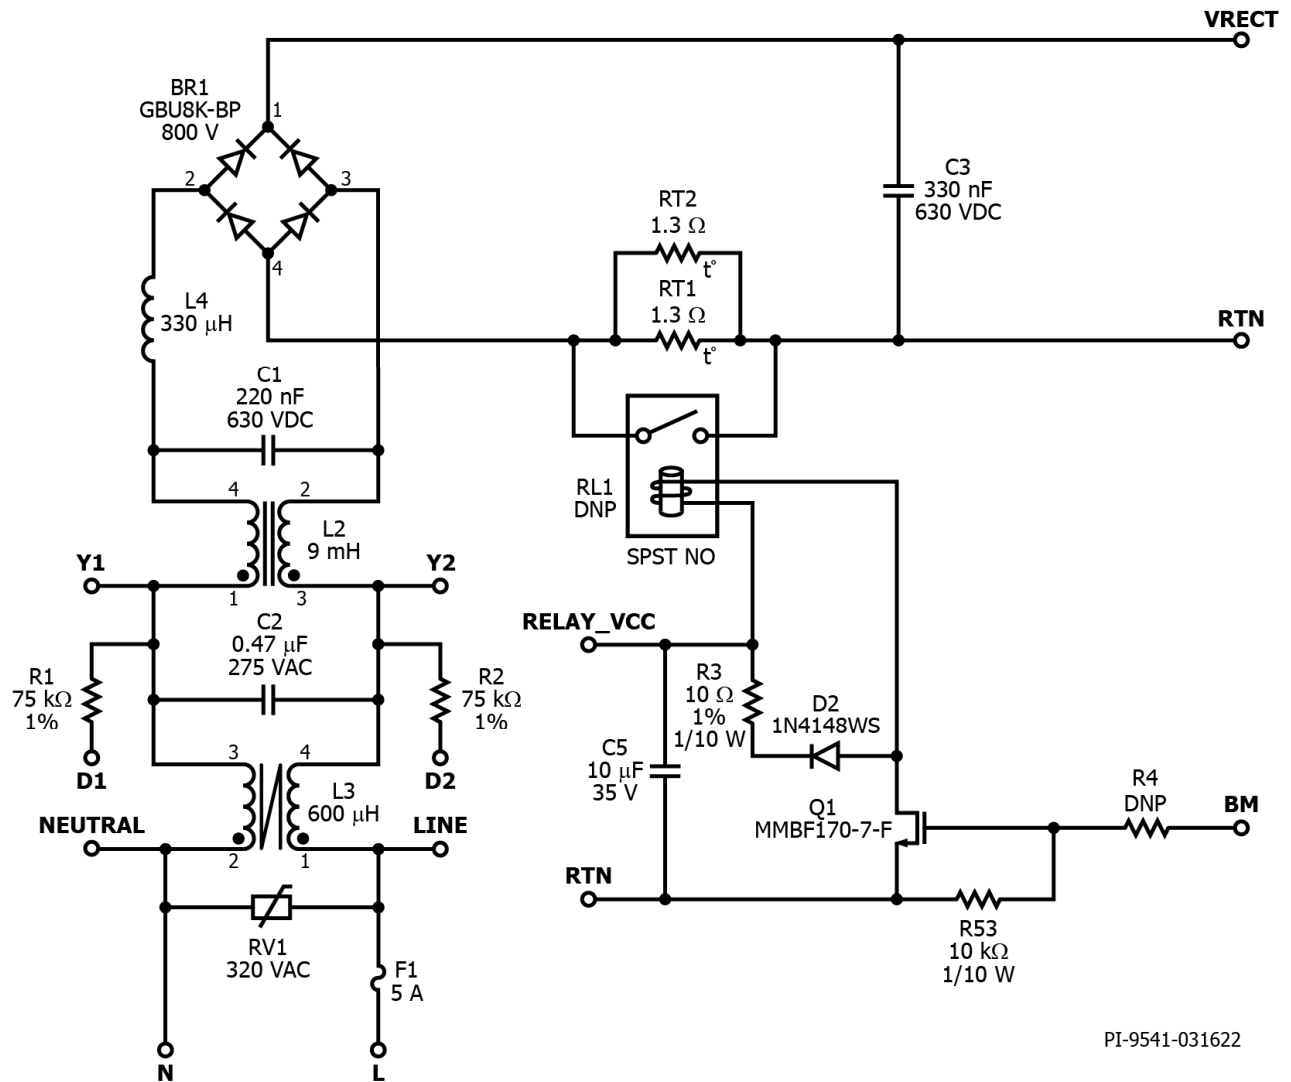 VRECT
BR1
GBU8K-BP
800 V
1
2
3
4
C3
330 nF
630 VDC
RT2
1.3 Ω
t°
RT1
1.3 Ω
t°
RTN
L4
330 μH
C1
220 nF
630 VDC
4
2
L2
9 mH
1
3
Y1
Y2
RL1
DNP
SPST NO
C2
0.47 μF
275 VAC
R1
75 kΩ
1%
D1
R2
75 kΩ
1%
D2
RELAY_VCC
R3
10 Ω
1%
1/10 W
D2
1N4148WS
C5
10 μF
35 V
3
4
L3
600 μH
2
1
NEUTRAL
LINE
Q1
MMBF170-7-F
R4
DNP
BM
RTN
R53
10 kΩ
1/10 W
RV1
320 VAC
F1
5 A
N
L
PI-9541-031622